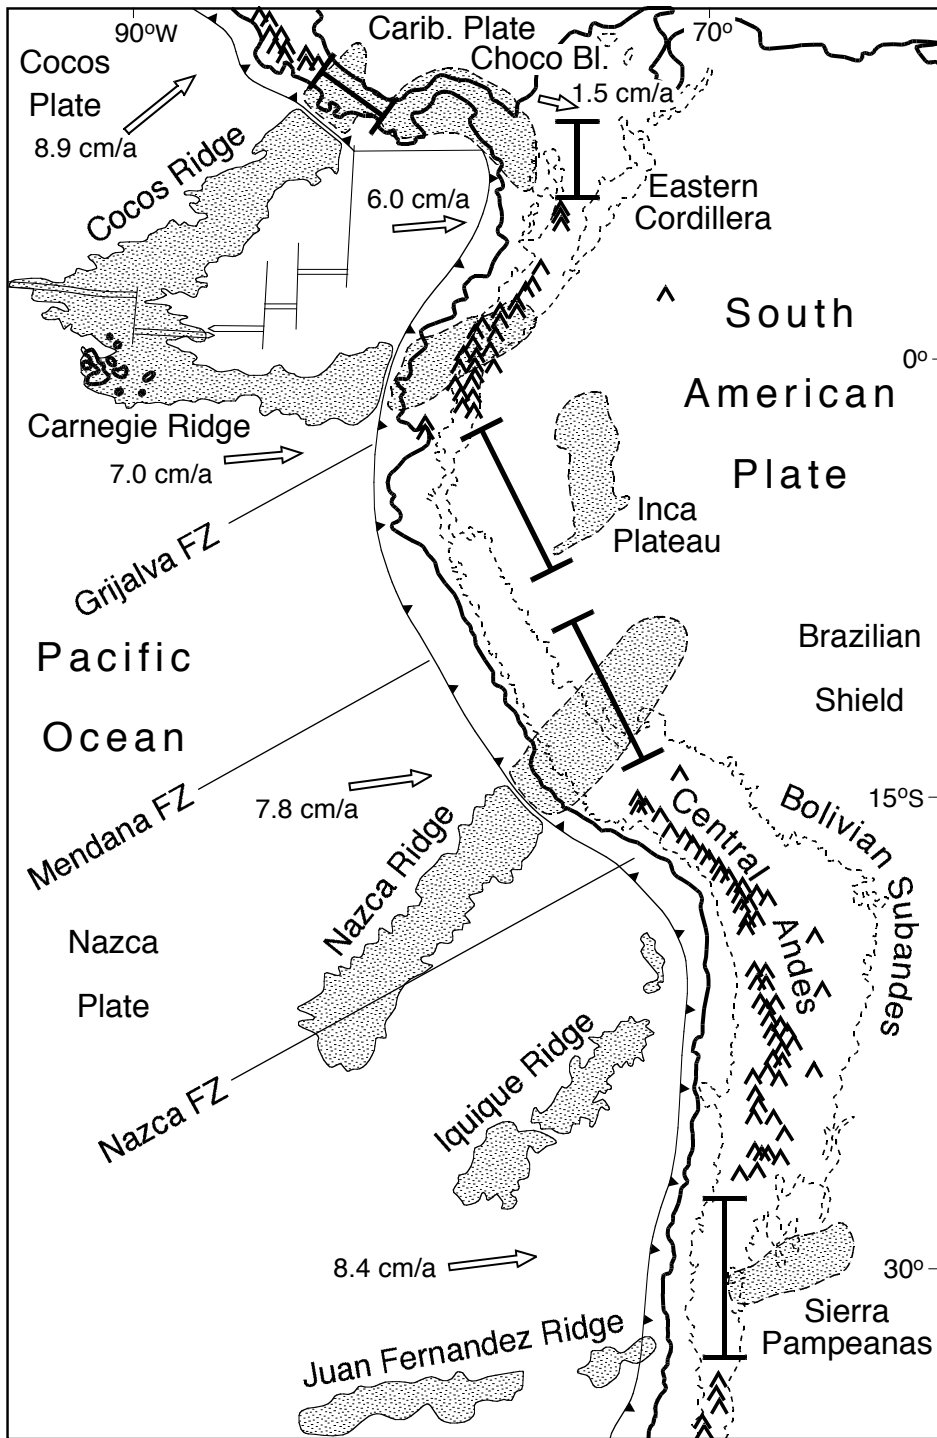 90oW
Carib. Plate
70o
Cocos
Plate
Choco Bl.
1.5 cm/a
8.9 cm/a
Cocos Ridge
6.0 cm/a
Eastern
Cordillera
South
American
Plate
0o
Carnegie Ridge
7.0 cm/a
Inca
Plateau
Grijalva FZ
Pacific
Ocean
Brazilian
Shield
Mendana FZ
7.8 cm/a
15oS
Nazca Ridge
Central
Andes
Bolivian
Subandes
Nazca
Plate
Nazca FZ
Iquique Ridge
8.4 cm/a
30o
Sierra
Pampeanas
Juan Fernandez Ridge